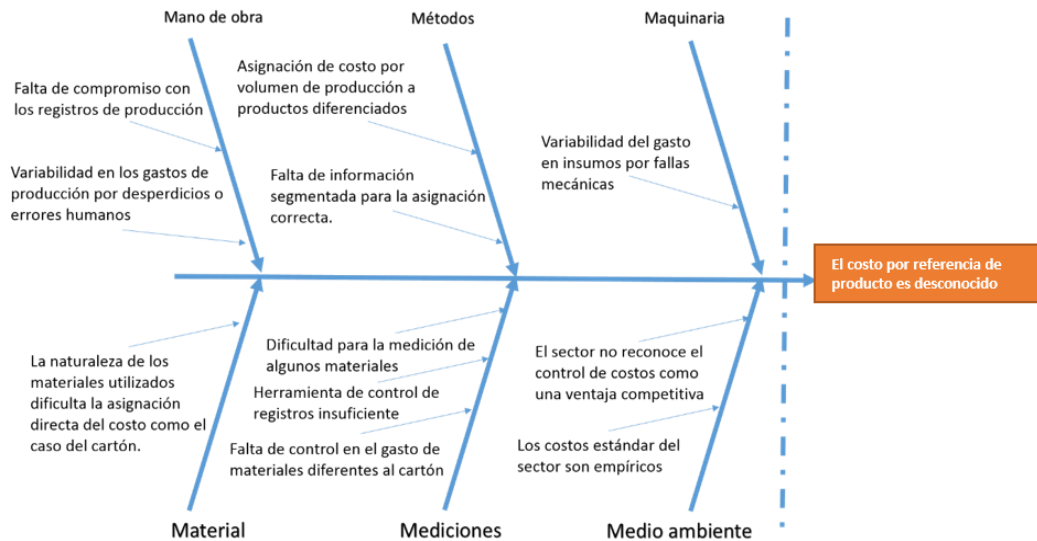 Mano de obra
Métodos
Maquinaria
Falta de compromiso con
los registros de producción
Variabilidad en los gastos de
producción por desperdicios o
errores humanos
Asignación de costo por
volumen de producción a
productos diferenciados
Falta de información
segmentada para la asignación
correcta.
Variabilidad del gasto
en insumos por fallas
mecánicas
El costo por referencia de
producto es desconocido
La naturaleza de los
materiales utilizados
dificulta la asignación
directa del costo como el
caso del cartón.
Dificultad para la medición de
algunos materiales
Herramienta de control de
registros insuficiente
Falta de control en el gasto de
materiales diferentes al cartón
El sector no reconoce el
control de costos como
una ventaja competitiva
Los costos estándar del
sector son empíricos
Material
Mediciones
Medio ambiente